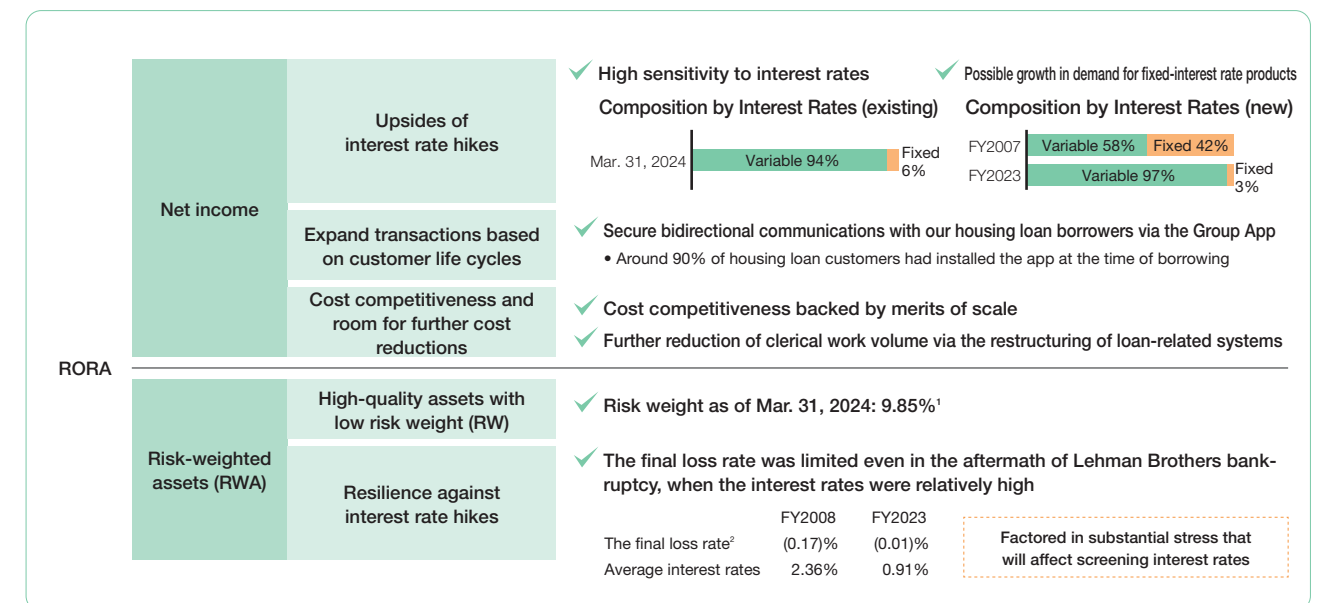 RORA
Net income
Upsides of
interest rate hikes
High sensitivity to interest rates
Composition by Interest Rates (existing)
Mar. 31, 2024
Variable 94%
Fixed
6%
Possible growth in demand for fixed-interest rate products
Composition by Interest Rates (new)
FY2007
Variable 58%
Fixed 42%
FY2023
Variable 97%
Fixed
3%
Expand transactions based
on customer life cycles
Secure bidirectional communications with our housing loan borrowers via the Group App
• Around 90% of housing loan customers had installed the app at the time of borrowing
Cost competitiveness and
room for further cost
reductions
Cost competitiveness backed by merits of scale
Further reduction of clerical work volume via the restructuring of loan-related systems
Risk-weighted
assets (RWA)
High-quality assets with
low risk weight (RW)
Risk weight as of Mar. 31, 2024: 9.85%¹
Resilience against
interest rate hikes
The final loss rate was limited even in the aftermath of Lehman Brothers bank-
ruptcy, when the interest rates were relatively high
FY2008 FY2023
The final loss rate² (0.17)% (0.01)%
Average interest rates 2.36% 0.91%
Factored in substantial stress that
will affect screening interest rates